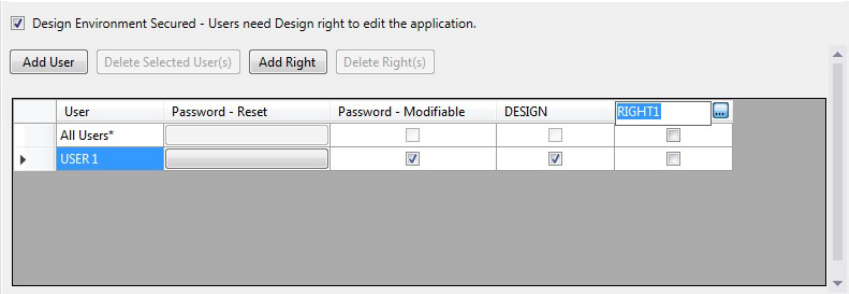 Design Environment Secured - Users need Design right to edit the application.
Add User Delete Selected User(s) Add Right Delete Right(s)
User Password - Reset Password - Modifiable DESIGN RIGHT1 ...
All Users*
USER 1